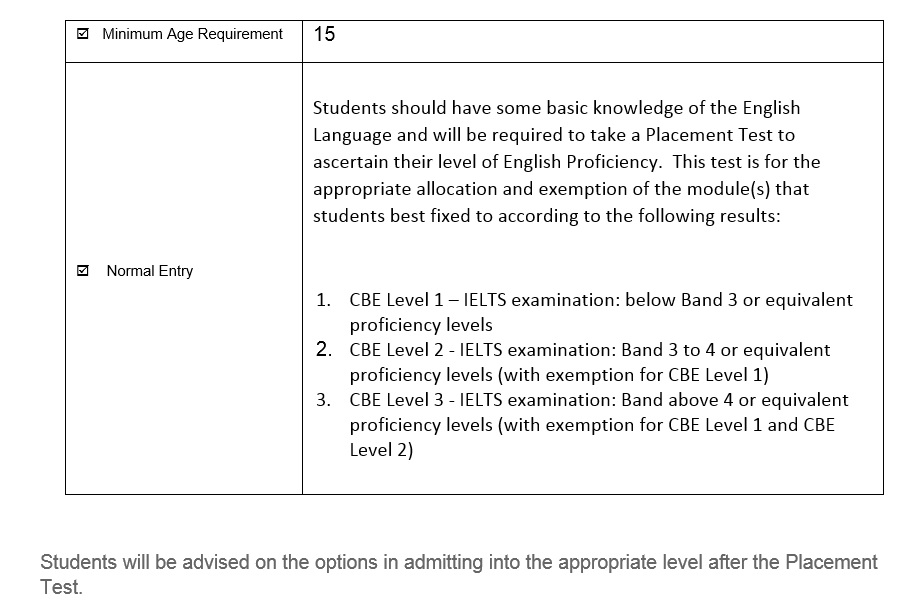 ☑ Minimum Age Requirement
15
Students should have some basic knowledge of the English
Language and will be required to take a Placement Test to
ascertain their level of English Proficiency.  This test is for the
appropriate allocation and exemption of the module(s) that
students best fixed to according to the following results:
☑ Normal Entry
1. CBE Level 1 – IELTS examination: below Band 3 or equivalent
proficiency levels
2. CBE Level 2 - IELTS examination: Band 3 to 4 or equivalent
proficiency levels (with exemption for CBE Level 1)
3. CBE Level 3 - IELTS examination: Band above 4 or equivalent
proficiency levels (with exemption for CBE Level 1 and CBE
Level 2)
Students will be advised on the options in admitting into the appropriate level after the Placement
Test.